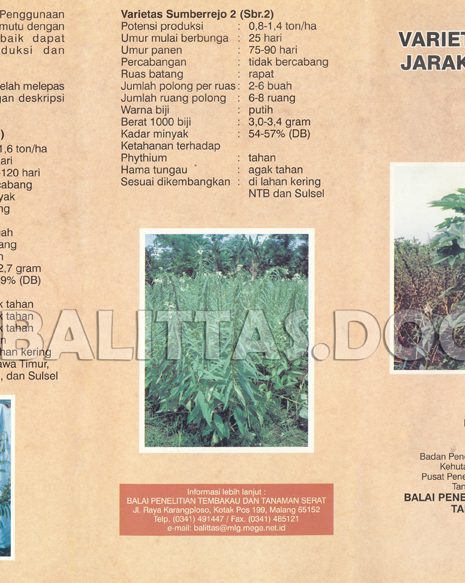 Penggunaan
mutu dengan
baik dapat
duksi dan
elah melepas
gan deskripsi
1,6 ton/ha
ari
-120 hari
cabang
yak
ng
ah
ang
n
2,7 gram
9% (DB)
k tahan
k tahan
k tahan
n
han kering
awa Timur,
, dan Sulsel
Varietas Sumberrejo 2 (Sbr.2)
Potensi produksi : 0,8-1,4 ton/ha
Umur mulai berbunga : 25 hari
Umur panen : 75-90 hari
Percabangan : tidak bercabang
Ruas batang : rapat
Jumlah polong per ruas : 2-6 buah
Jumlah ruang polong : 6-8 ruang
Warna biji : putih
Berat 1000 biji : 3,0-3,4 gram
Kadar minyak : 54-57% (DB)
Ketahanan terhadap
Phythium : tahan
Hama tungau : agak tahan
Sesuai dikembangkan : di lahan kering
NTB dan Sulsel
BALITTAS.DOC
Informasi lebih lanjut :
BALAI PENELITIAN TEMBAKAU DAN TANAMAN SERAT
Jl. Raya Karangploso, Kotak Pos 199, Malang 65152
Telp. (0341) 491447 / Fax. (0341) 485121
e-mail: balittas@mlg.mega.net.id
VARIET
JARAK
Badan Pene
Kehuta
Pusat Pene
Tan
BALAI PENE
TA